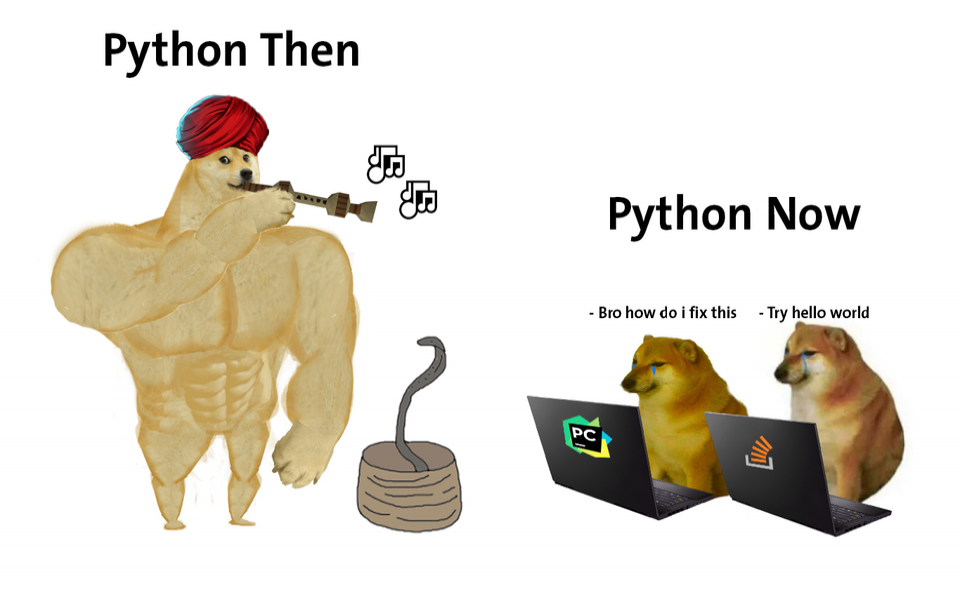 Python Then
Python Now
- Bro how do i fix this
- Try hello world
PC